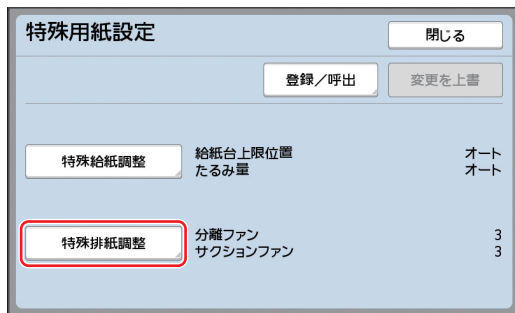 特殊用紙設定
閉じる
登録／呼出
変更を上書
特殊給紙調整
給紙台上限位置 オート
たるみ量 オート
特殊排紙調整
分離ファン 3
サクションファン 3